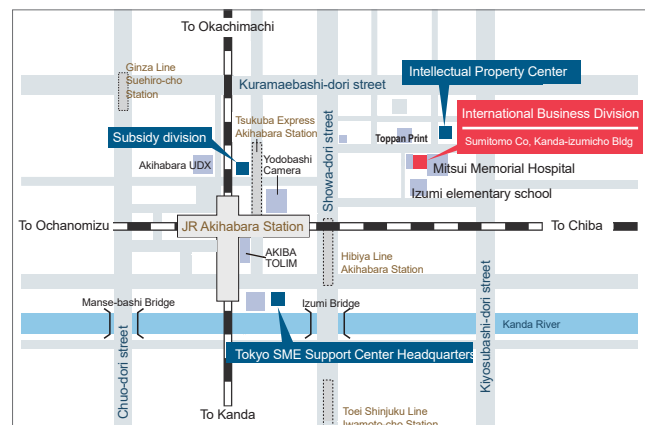 To Okachimachi
Ginza Line
Suehiro-cho
Station
Kuramaebashi-dori street
Intellectual Property Center
International Business Division
Sumitomo Co, Kanda-izumicho Bldg
Tsukuba Express
Akihabara Station
Subsidy division
Toppan Print
Akihabara UDX
Yodobashi
Camera
Showa-dori street
Mitsui Memorial Hospital
Izumi elementary school
To Ochanomizu
JR Akihabara Station
To Chiba
AKIBA
TOLIM
Hibiya Line
Akihabara Station
Manse-bashi Bridge
Izumi Bridge
Kanda River
Chuo-dori street
Kiyosubashi-dori street
Tokyo SME Support Center Headquarters
To Kanda
Toei Shinjuku Line
Iwamoto-cho Station